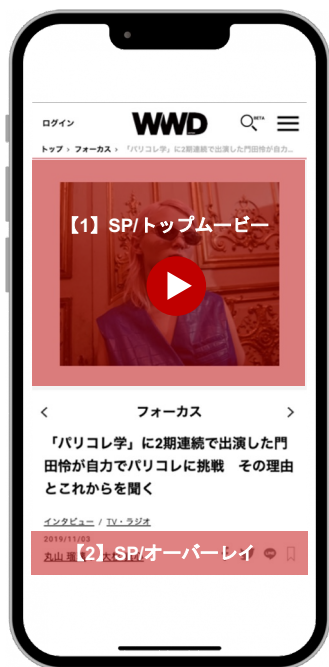 ログイン
WWD
BETA
トップ › フォーカス › 「パリコレ学」に2期連続で出演した門田怜が自力...
【1】SP/トップムービー
フォーカス
「パリコレ学」に2期連続で出演した門
田怜が自力でパリコレに挑戦　その理由
とこれからを聞く
インタビュー / TV・ラジオ
2019/11/03
丸山 瑠
【2】SP/オーバーレイ